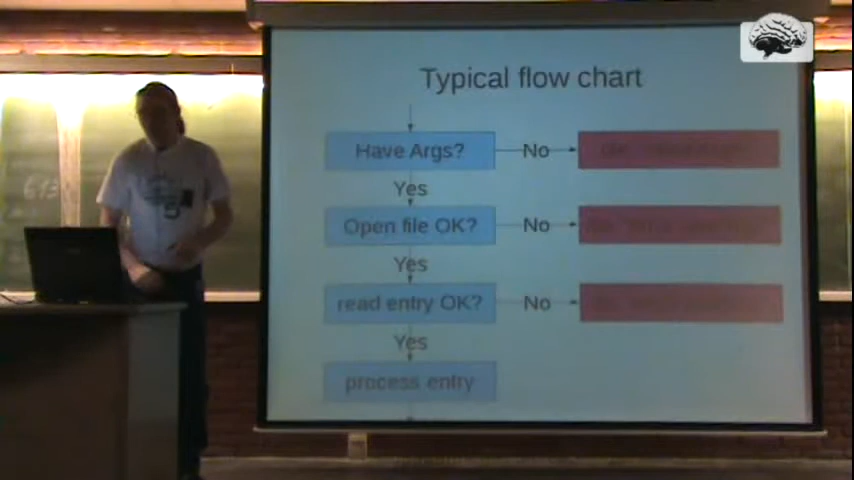 Typical flow chart
Have Args?
No
Yes
Open file OK?
No
Yes
read entry OK?
No
Yes
process entry